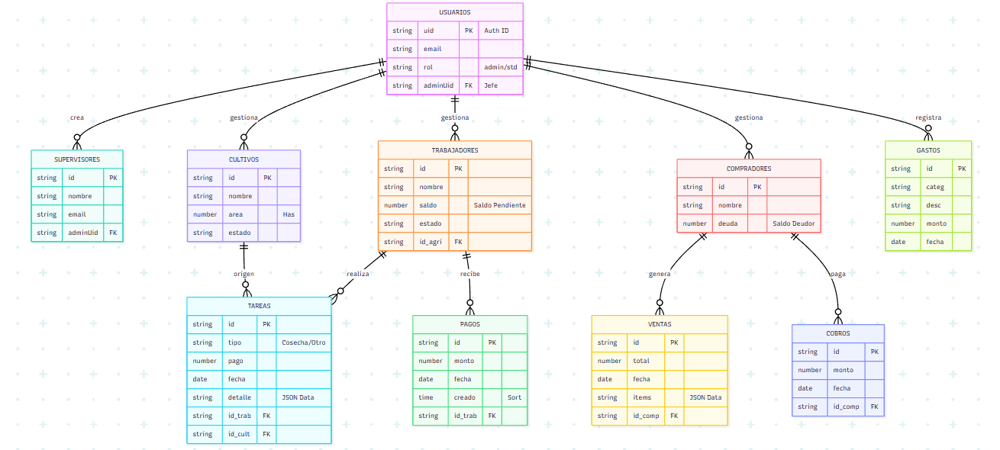 USUARIOS
string uid PK Auth ID
string email
string rol admin/std
string adminUid FK Jefe
crea
gestiona
gestiona
gestiona
registra
SUPERVISORES
string id PK
string nombre
string email
string adminUid FK
CULTIVOS
string id PK
string nombre
number area Has
string estado
TRABAJADORES
string id PK
string nombre
number saldo Saldo Pendiente
string estado
string id_agri FK
COMPRADORES
string id PK
string nombre
number deuda Saldo Deudor
GASTOS
string id PK
string categ
string desc
number monto
date fecha
origen
realiza
recibe
genera
paga
TAREAS
string id PK
string tipo Cosecha/Otro
number pago
date fecha
string detalle JSON Data
string id_trab FK
string id_cult FK
PAGOS
string id PK
number monto
date fecha
time creado Sort
string id_trab FK
VENTAS
string id PK
number total
date fecha
string items JSON Data
string id_comp FK
COBROS
string id PK
number monto
date fecha
string id_comp FK